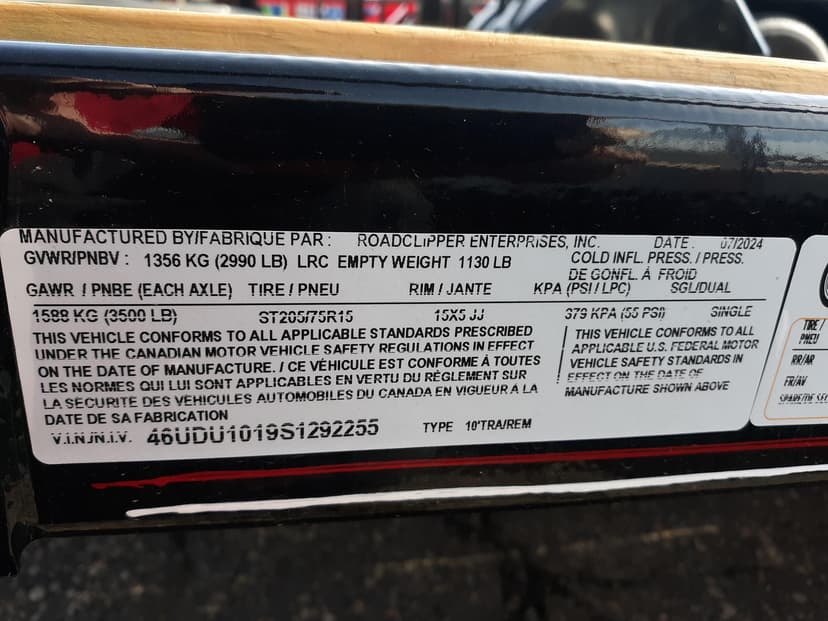 MANUFACTURED BY/FABRIQUE PAR : ROADCLIPPER ENTERPRISES, INC. DATE : 07/2024
GVWR/PNBV : 1356 KG (2990 LB) LRC EMPTY WEIGHT 1130 LB COLD INFL. PRESS. / PRESS.
DE GONFL. À FROID
GAWR / PNBE (EACH AXLE) TIRE / PNEU RIM / JANTE KPA (PSI / LPC) SGL/DUAL
1588 KG (3500 LB) ST205/75R15 15X5 JJ 379 KPA (55 PSI) SINGLE
THIS VEHICLE CONFORMS TO ALL APPLICABLE STANDARDS PRESCRIBED
UNDER THE CANADIAN MOTOR VEHICLE SAFETY REGULATIONS IN EFFECT
ON THE DATE OF MANUFACTURE. / CE VÉHICULE EST CONFORME À TOUTES
LES NORMES QUI LUI SONT APPLICABLES EN VERTU DU RÈGLEMENT SUR
LA SÉCURITÉ DES VÉHICULES AUTOMOBILES DU CANADA EN VIGUEUR À LA
DATE DE SA FABRICATION
THIS VEHICLE CONFORMS TO ALL
APPLICABLE U.S. FEDERAL MOTOR
VEHICLE SAFETY STANDARDS IN
EFFECT ON THE DATE OF
MANUFACTURE SHOWN ABOVE
V.I.N./N.I.V. 46UDU1019S1292255 TYPE 10'TRA/REM
TIRE /
PNEU
RR/AR
FR/AV
SPARE/DE SEC